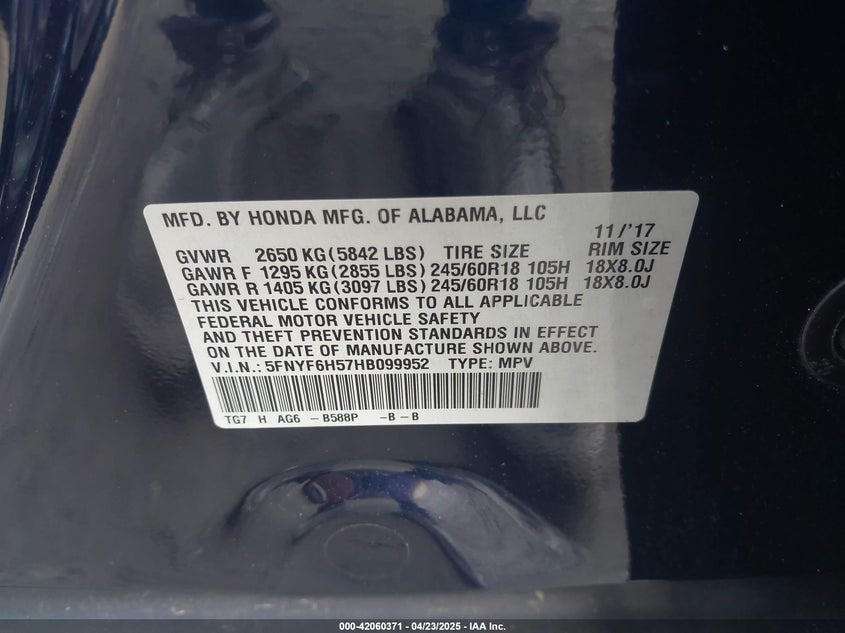 MFD. BY HONDA MFG. OF ALABAMA, LLC 11/'17
GVWR 2650 KG(5842 LBS) TIRE SIZE RIM SIZE
GAWR F 1295 KG(2855 LBS)245/60R18 105H 18X8.0J
GAWR R 1405 KG(3097 LBS)245/60R18 105H 18X8.0J
THIS VEHICLE CONFORMS TO ALL APPLICABLE
FEDERAL MOTOR VEHICLE SAFETY
AND THEFT PREVENTION STANDARDS IN EFFECT
ON THE DATE OF MANUFACTURE SHOWN ABOVE.
V.I.N.: 5FNYF6H57HB099952 TYPE: MPV
TG7 H AG6 -B588P -B-B
000-42060371 - 04/23/2025 - IAA Inc.